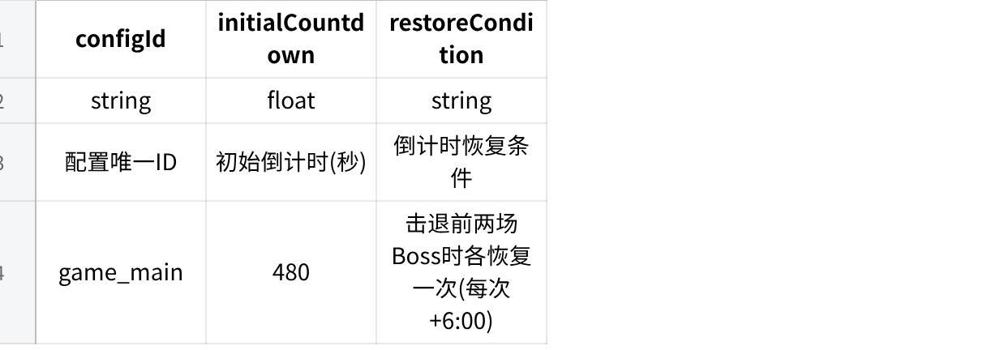 1
configId
initialCountd
own
restoreCondi
tion
2
string
float
string
3
配置唯一ID
初始倒计时(秒)
倒计时恢复条
件
4
game_main
480
击退前两场
Boss时各恢复
一次(每次
+6:00)